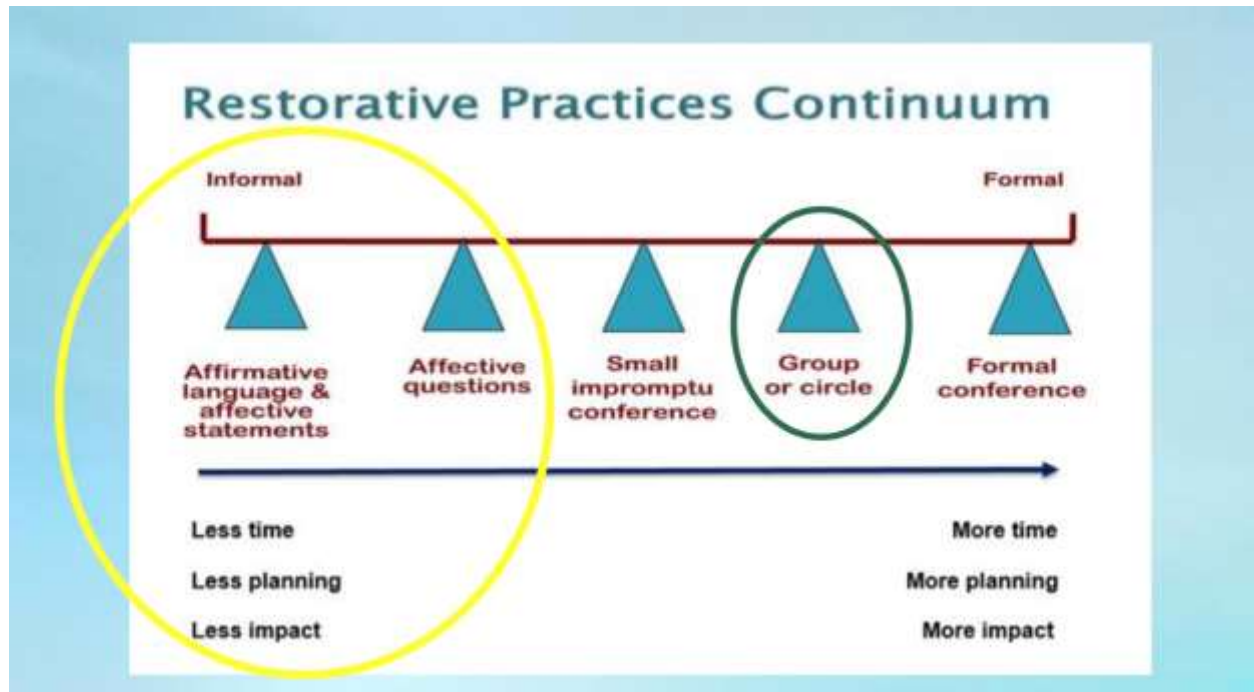 Restorative Practices Continuum
Informal
Formal
Affirmative
language &
affective
statements
Affective
questions
Small
impromptu
conference
Group
or circle
Formal
conference
Less time
More time
Less planning
More planning
Less impact
More impact